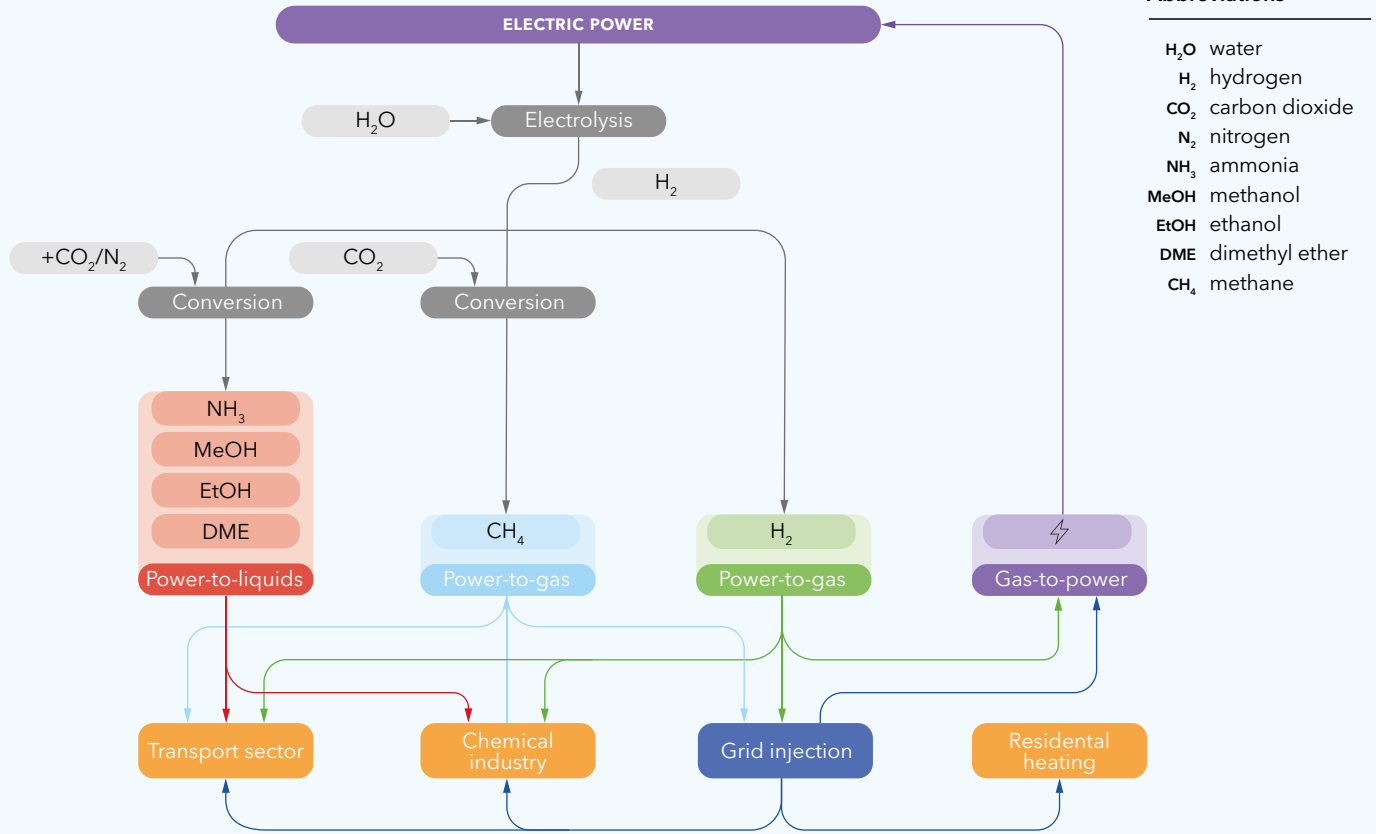 ELECTRIC POWER
H₂O
Electrolysis
H₂
+CO₂/N₂
CO₂
Conversion
Conversion
NH₃
MeOH
EtOH
DME
Power-to-liquids
CH₄
Power-to-gas
H₂
Power-to-gas
Gas-to-power
Transport sector
Chemical
industry
Grid injection
Residental
heating
Abbreviations
H₂O water
H₂ hydrogen
CO₂ carbon dioxide
N₂ nitrogen
NH₃ ammonia
MeOH methanol
EtOH ethanol
DME dimethyl ether
CH₄ methane